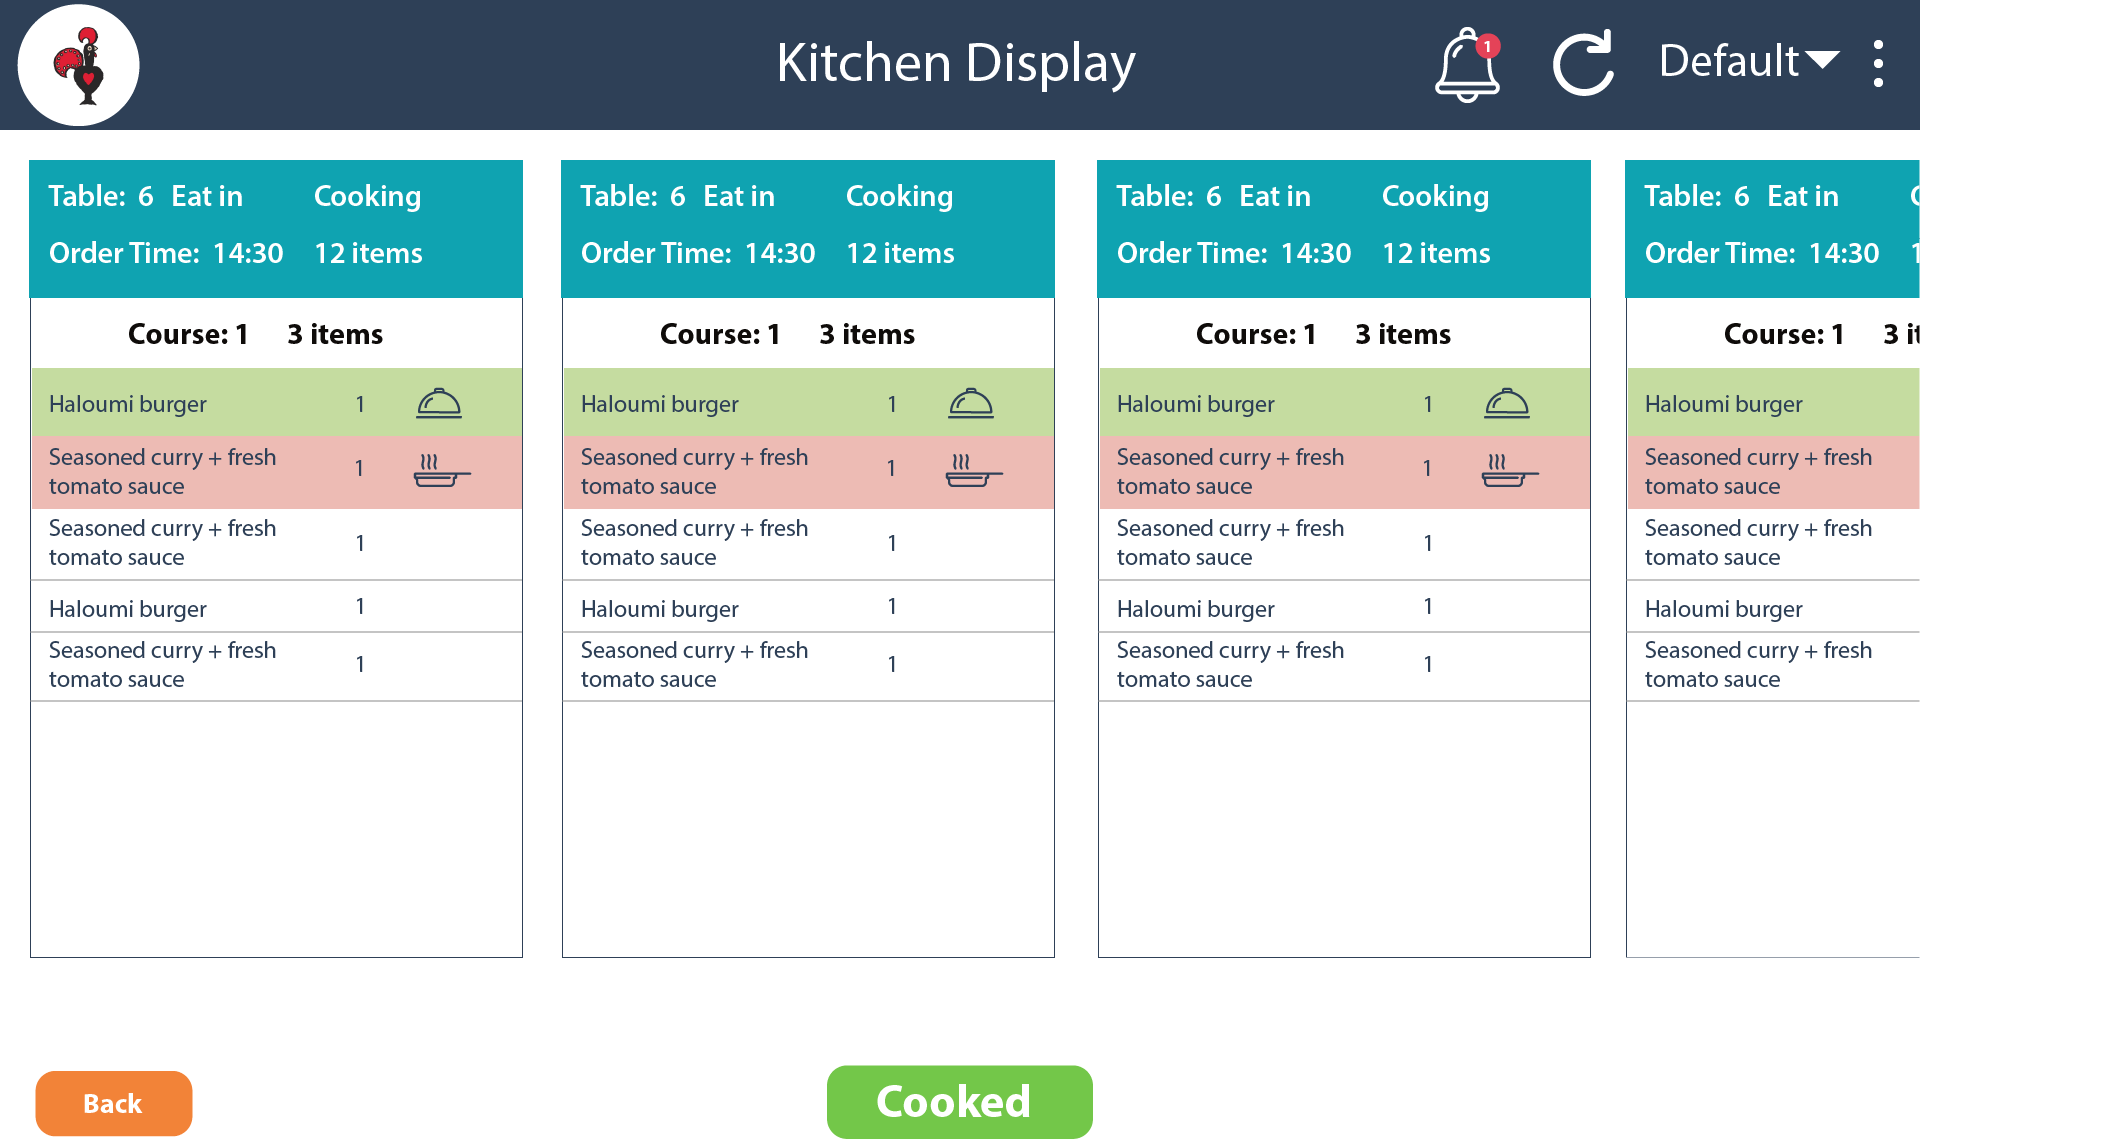 Kitchen Display
1
Default
Table: 6 Eat in Cooking
Order Time: 14:30 12 items
Course: 1 3 items
Haloumi burger 1
Seasoned curry + fresh
tomato sauce
1
Seasoned curry + fresh
tomato sauce
1
Haloumi burger 1
Seasoned curry + fresh
tomato sauce
1
Table: 6 Eat in Cooking
Order Time: 14:30 12 items
Course: 1 3 items
Haloumi burger 1
Seasoned curry + fresh
tomato sauce
1
Seasoned curry + fresh
tomato sauce
1
Haloumi burger 1
Seasoned curry + fresh
tomato sauce
1
Table: 6 Eat in Cooking
Order Time: 14:30 12 items
Course: 1 3 items
Haloumi burger 1
Seasoned curry + fresh
tomato sauce
1
Seasoned curry + fresh
tomato sauce
1
Haloumi burger 1
Seasoned curry + fresh
tomato sauce
1
Table: 6 Eat in
Order Time: 14:30 1
Course: 1 3
Haloumi burger
Seasoned curry + fresh
tomato sauce
Seasoned curry + fresh
tomato sauce
Haloumi burger
Seasoned curry + fresh
tomato sauce
Back
Cooked